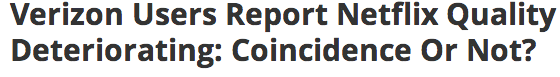 Verizon Users Report Netflix Quality
Deteriorating: Coincidence Or Not?